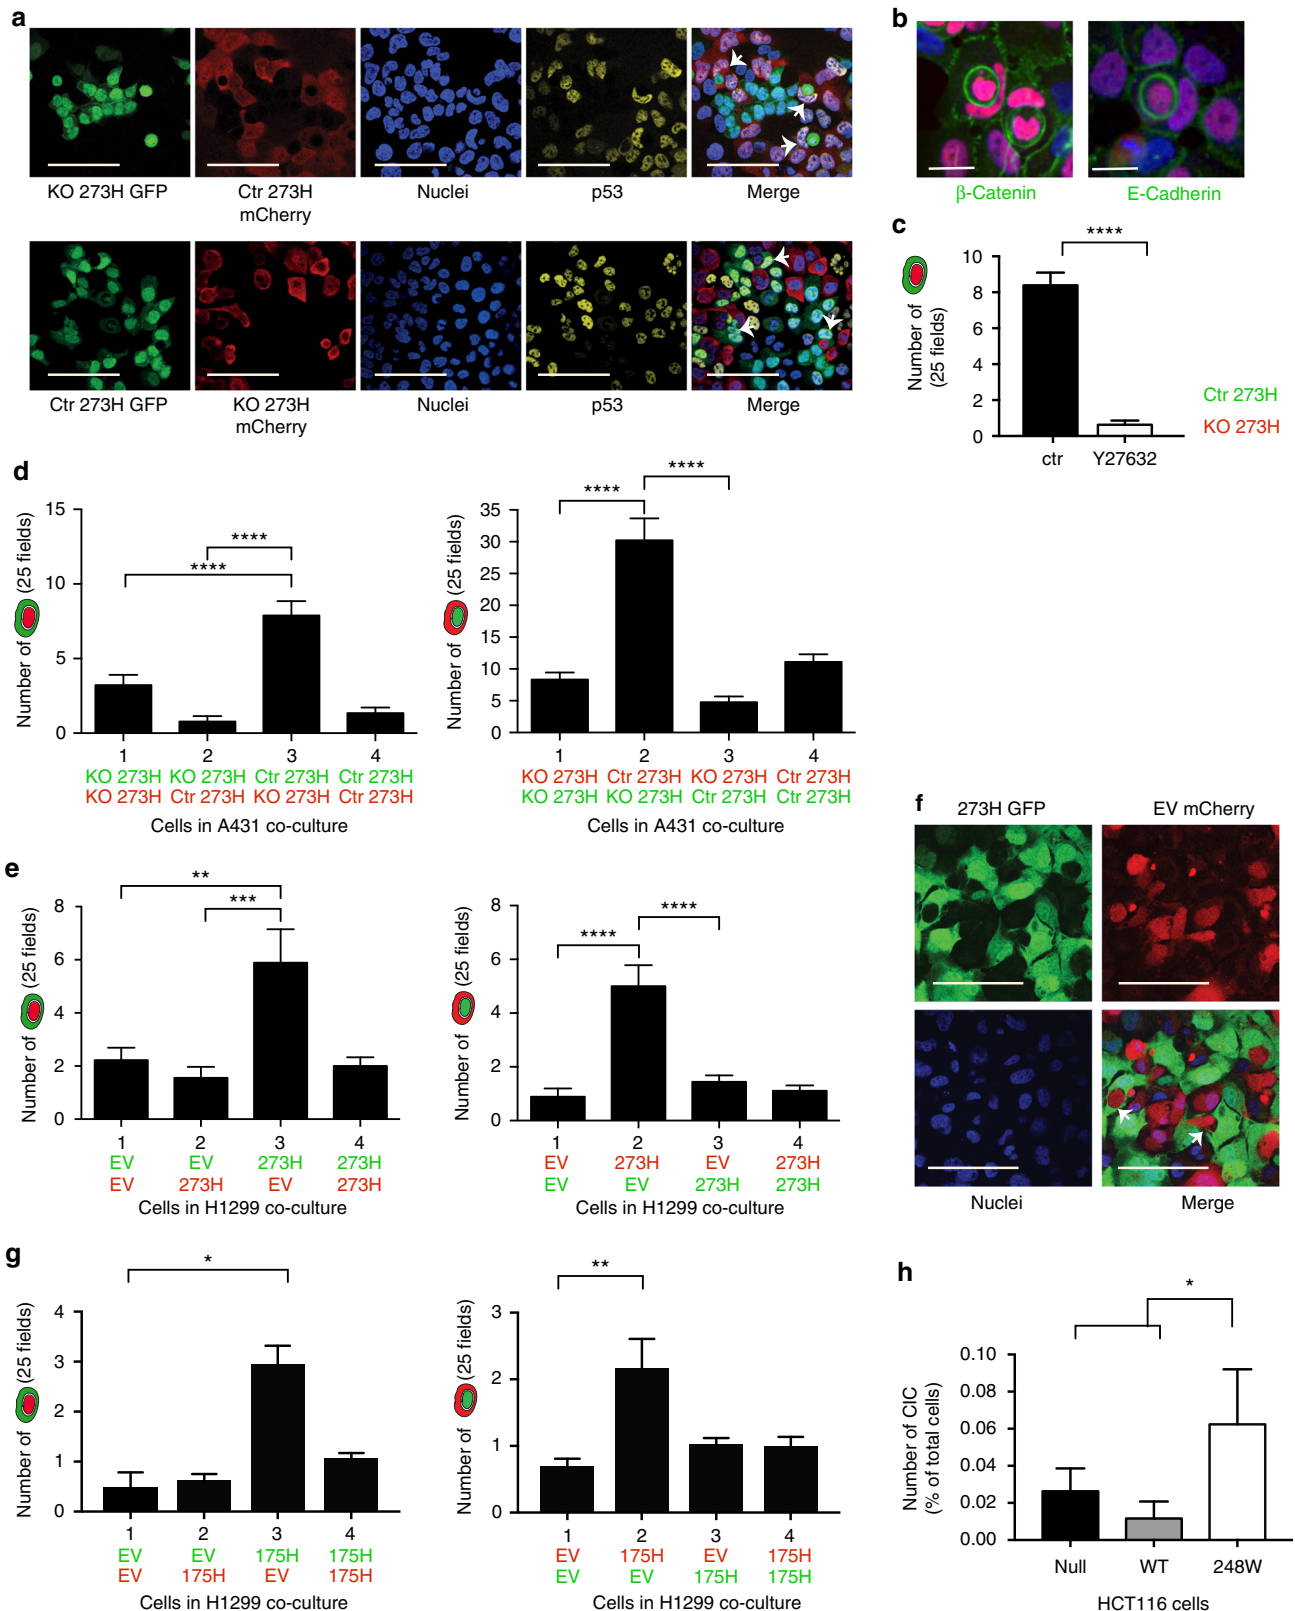 a
KO 273H GFP
Ctr 273H
mCherry
Nuclei
p53
Merge
Ctr 273H GFP
KO 273H
mCherry
Nuclei
p53
Merge
b
β-Catenin
E-Cadherin
c
****
Number of
(25 fields)
10
8
6
4
2
0
ctr
Y27632
Ctr 273H
KO 273H
d
Number of (25 fields)
15
10
5
0
****
****
1 2 3 4
KO 273H KO 273H Ctr 273H Ctr 273H
KO 273H Ctr 273H KO 273H Ctr 273H
Cells in A431 co-culture
Number of (25 fields)
35
30
25
20
15
10
5
0
****
****
1 2 3 4
KO 273H Ctr 273H KO 273H Ctr 273H
KO 273H KO 273H Ctr 273H Ctr 273H
Cells in A431 co-culture
e
Number of (25 fields)
8
6
4
2
0
**
***
1 2 3 4
EV EV 273H 273H
EV 273H EV 273H
Cells in H1299 co-culture
Number of (25 fields)
8
6
4
2
0
****
****
1 2 3 4
EV 273H EV 273H
EV EV 273H 273H
Cells in H1299 co-culture
f
273H GFP
EV mCherry
Nuclei
Merge
g
Number of (25 fields)
4
3
2
1
0
*
1 2 3 4
EV EV 175H 175H
EV 175H EV 175H
Cells in H1299 co-culture
Number of (25 fields)
3
2
1
0
**
1 2 3 4
EV 175H EV 175H
EV EV 175H 175H
Cells in H1299 co-culture
h
*
Number of CIC
(% of total cells)
0.10
0.08
0.06
0.04
0.02
0.00
Null WT 248W
HCT116 cells